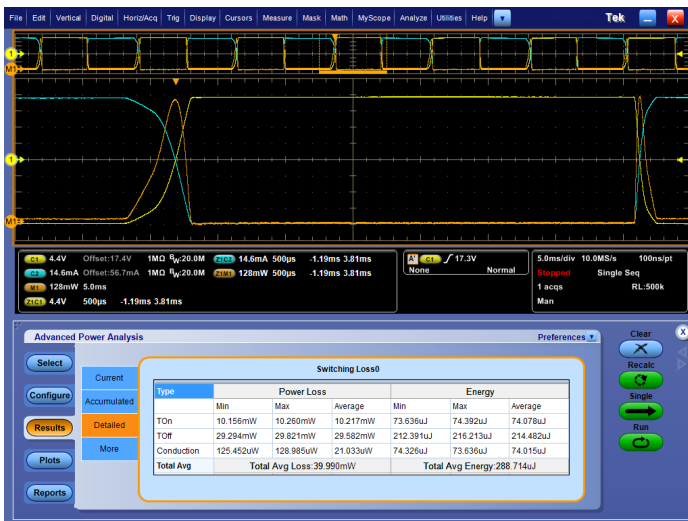 File Edit Vertical Digital Horiz/Acq Trig Display Cursors Measure Mask Math MyScope Analyze Utilities Help Tek X
1
M1
1
M1
C1 4.4V Offset:17.4V 1MΩ BW:20.0M Z1C2 14.6mA 500µs -1.19ms 3.81ms A' C1 17.3V 5.0ms/div 10.0MS/s 100ns/pt
C2 14.6mA Offset:56.7mA 1MΩ BW:20.0M Z1M1 128mW 500µs -1.19ms 3.81ms None Normal Stopped Single Seq
M1 128mW 5.0ms 1 acqs RL:500k
Z1C1 4.4V 500µs -1.19ms 3.81ms Man
Advanced Power Analysis Preferences Clear X
Select Current Switching Loss0 Recalc
Configure Accumulated Type Power Loss Energy Single
Min Max Average Min Max Average
Results Detailed TOn 10.156mW 10.260mW 10.217mW 73.636uJ 74.392uJ 74.078uJ Run
TOff 29.294mW 29.821mW 29.582mW 212.391uJ 216.213uJ 214.482uJ
Plots More Conduction 125.452uW 128.985uW 21.033uW 74.326uJ 73.636uJ 74.015uJ
Total Avg Total Avg Loss:39.990mW Total Avg Energy:288.714uJ
Reports